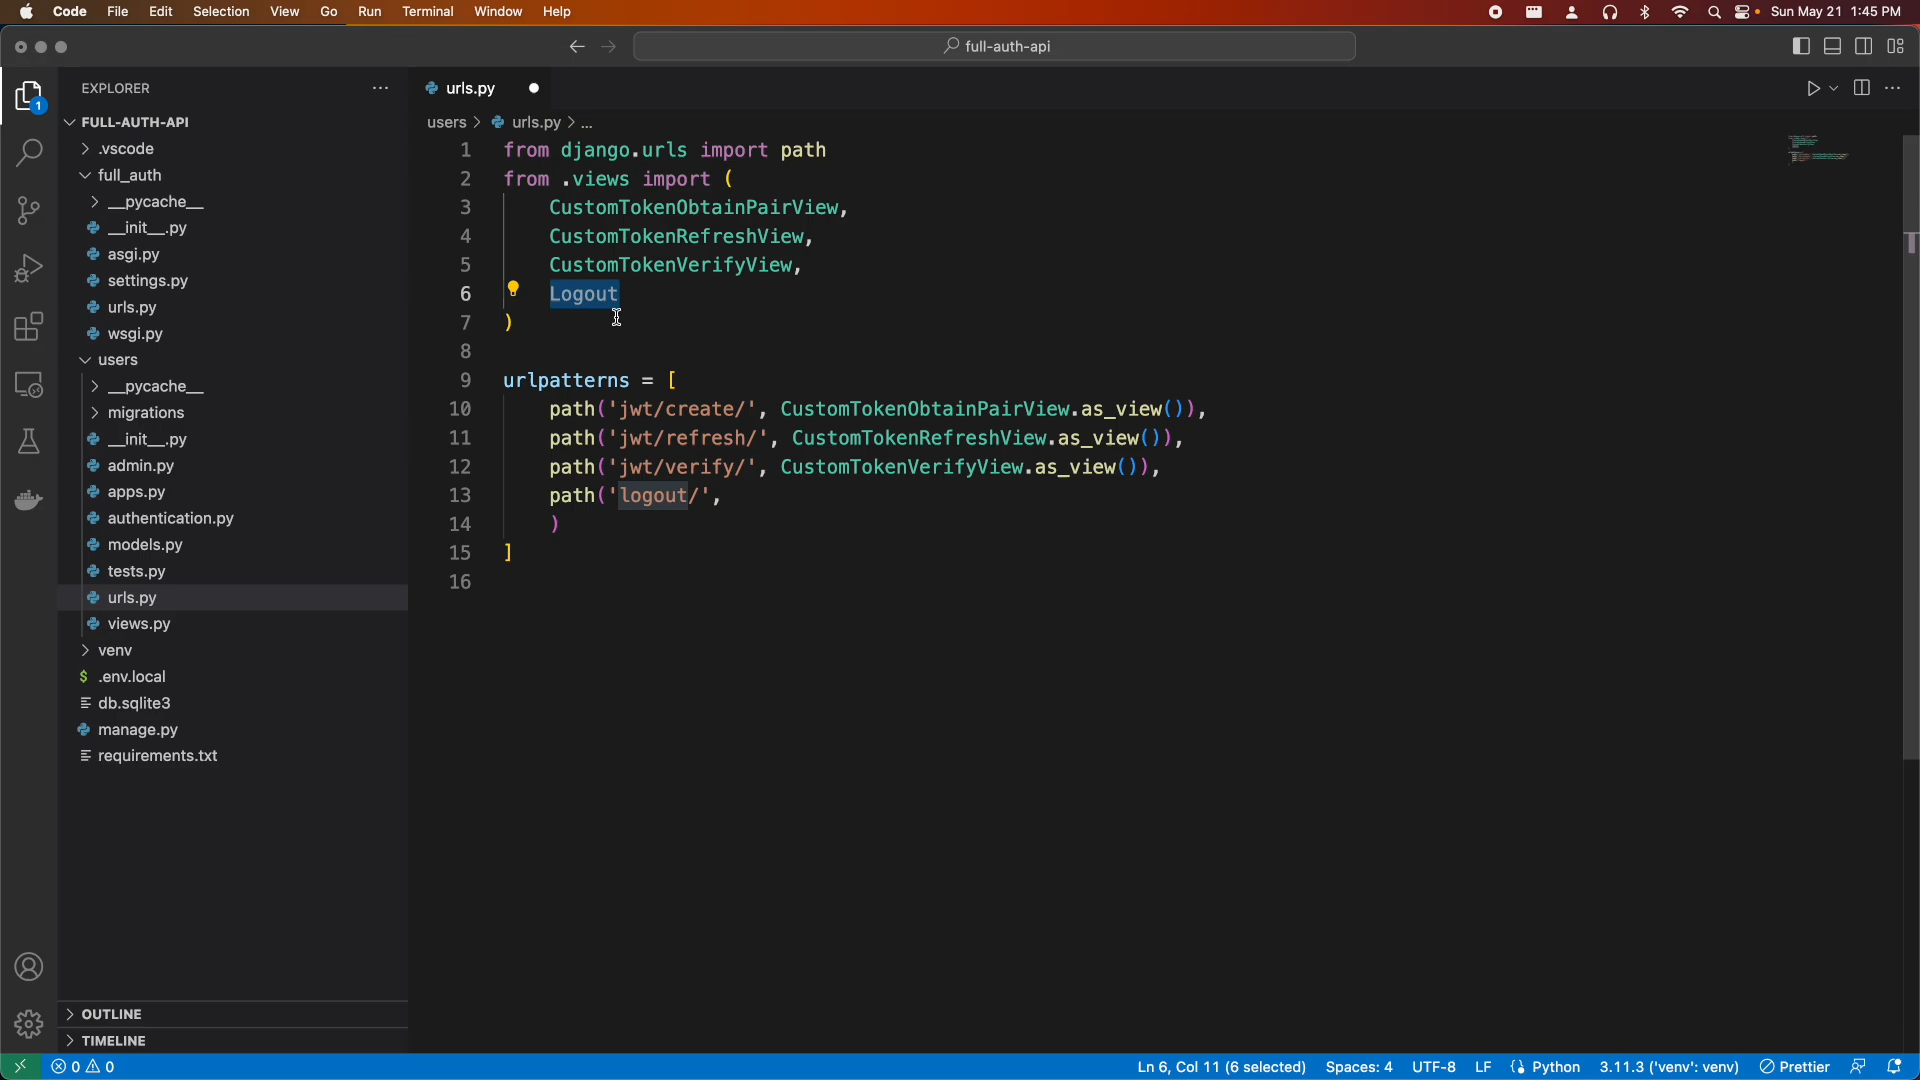 Code File Edit Selection View Go Run Terminal Window Help Sun May 21 1:45 PM
full-auth-api
EXPLORER
urls.py
1
FULL-AUTH-API
users > urls.py > ...
.vscode
full_auth
__pycache__
__init__.py
asgi.py
settings.py
urls.py
wsgi.py
users
__pycache__
migrations
__init__.py
admin.py
apps.py
authentication.py
models.py
tests.py
urls.py
views.py
venv
$ .env.local
db.sqlite3
manage.py
requirements.txt
OUTLINE
TIMELINE
1 from django.urls import path
2 from .views import (
3 CustomTokenObtainPairView,
4 CustomTokenRefreshView,
5 CustomTokenVerifyView,
6 Logout
7 )
8
9 urlpatterns = [
10 path('jwt/create/', CustomTokenObtainPairView.as_view()),
11 path('jwt/refresh/', CustomTokenRefreshView.as_view()),
12 path('jwt/verify/', CustomTokenVerifyView.as_view()),
13 path('logout/',
14 )
15 ]
16
0 0 Ln 6, Col 11 (6 selected) Spaces: 4 UTF-8 LF Python 3.11.3 ('venv': venv) Prettier